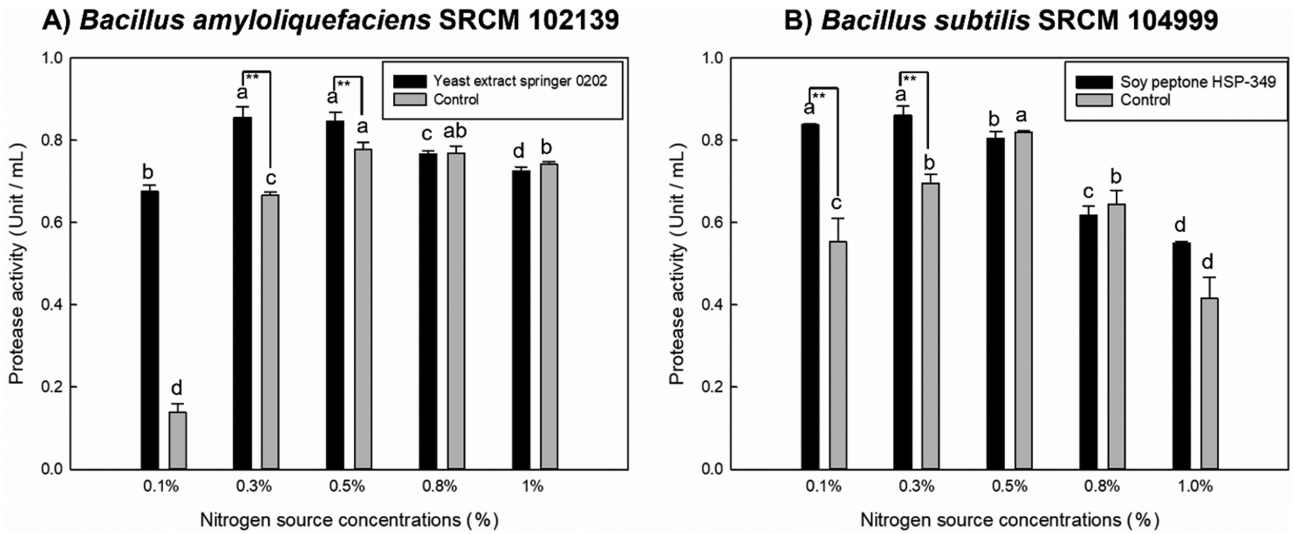 A) Bacillus amyloliquefaciens SRCM 102139
B) Bacillus subtilis SRCM 104999
Protease activity (Unit / mL)
1.0
0.8
0.6
0.4
0.2
0.0
Yeast extract springer 0202
Control
b
d
a
**
c
a
**
a
c
ab
d
b
0.1%
0.3%
0.5%
0.8%
1%
Nitrogen source concentrations (%)
Protease activity (Unit / mL)
1.0
0.8
0.6
0.4
0.2
0.0
Soy peptone HSP-349
Control
a
**
c
a
**
b
b
a
c
b
d
d
0.1%
0.3%
0.5%
0.8%
1.0%
Nitrogen source concentrations (%)